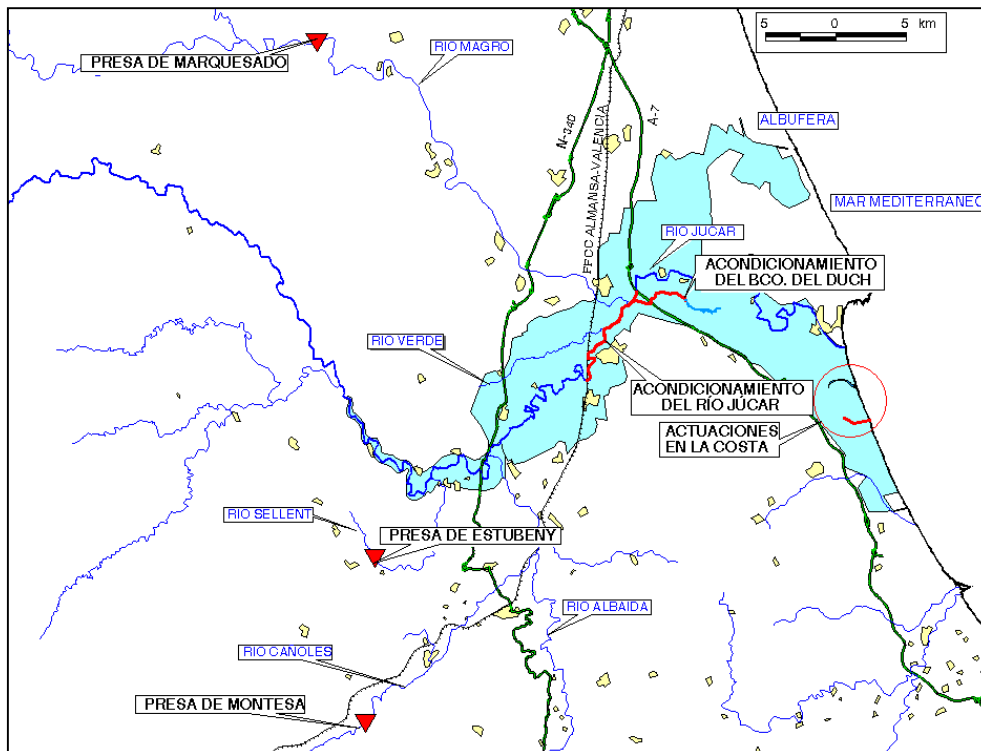 5 0 5 km
RIO MAGRO
PRESA DE MARQUESADO
N-340
FFCC ALMANSA-VALENCIA
A-7
ALBUFERA
MAR MEDITERRANEO
RIO JUCAR
ACONDICIONAMIENTO
DEL BCO. DEL DUCH
RIO VERDE
ACONDICIONAMIENTO
DEL RÍO JÚCAR
ACTUACIONES
EN LA COSTA
RIO SELLENT
PRESA DE ESTUBENY
RIO ALBAIDA
RIO CAÑOLES
PRESA DE MONTESA